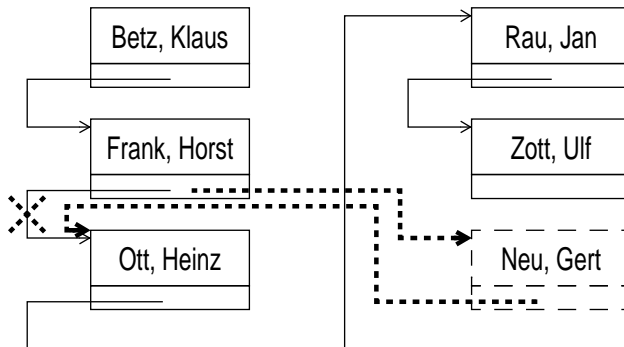 Betz, Klaus
Rau, Jan
Frank, Horst
Zott, Ulf
Ott, Heinz
Neu, Gert